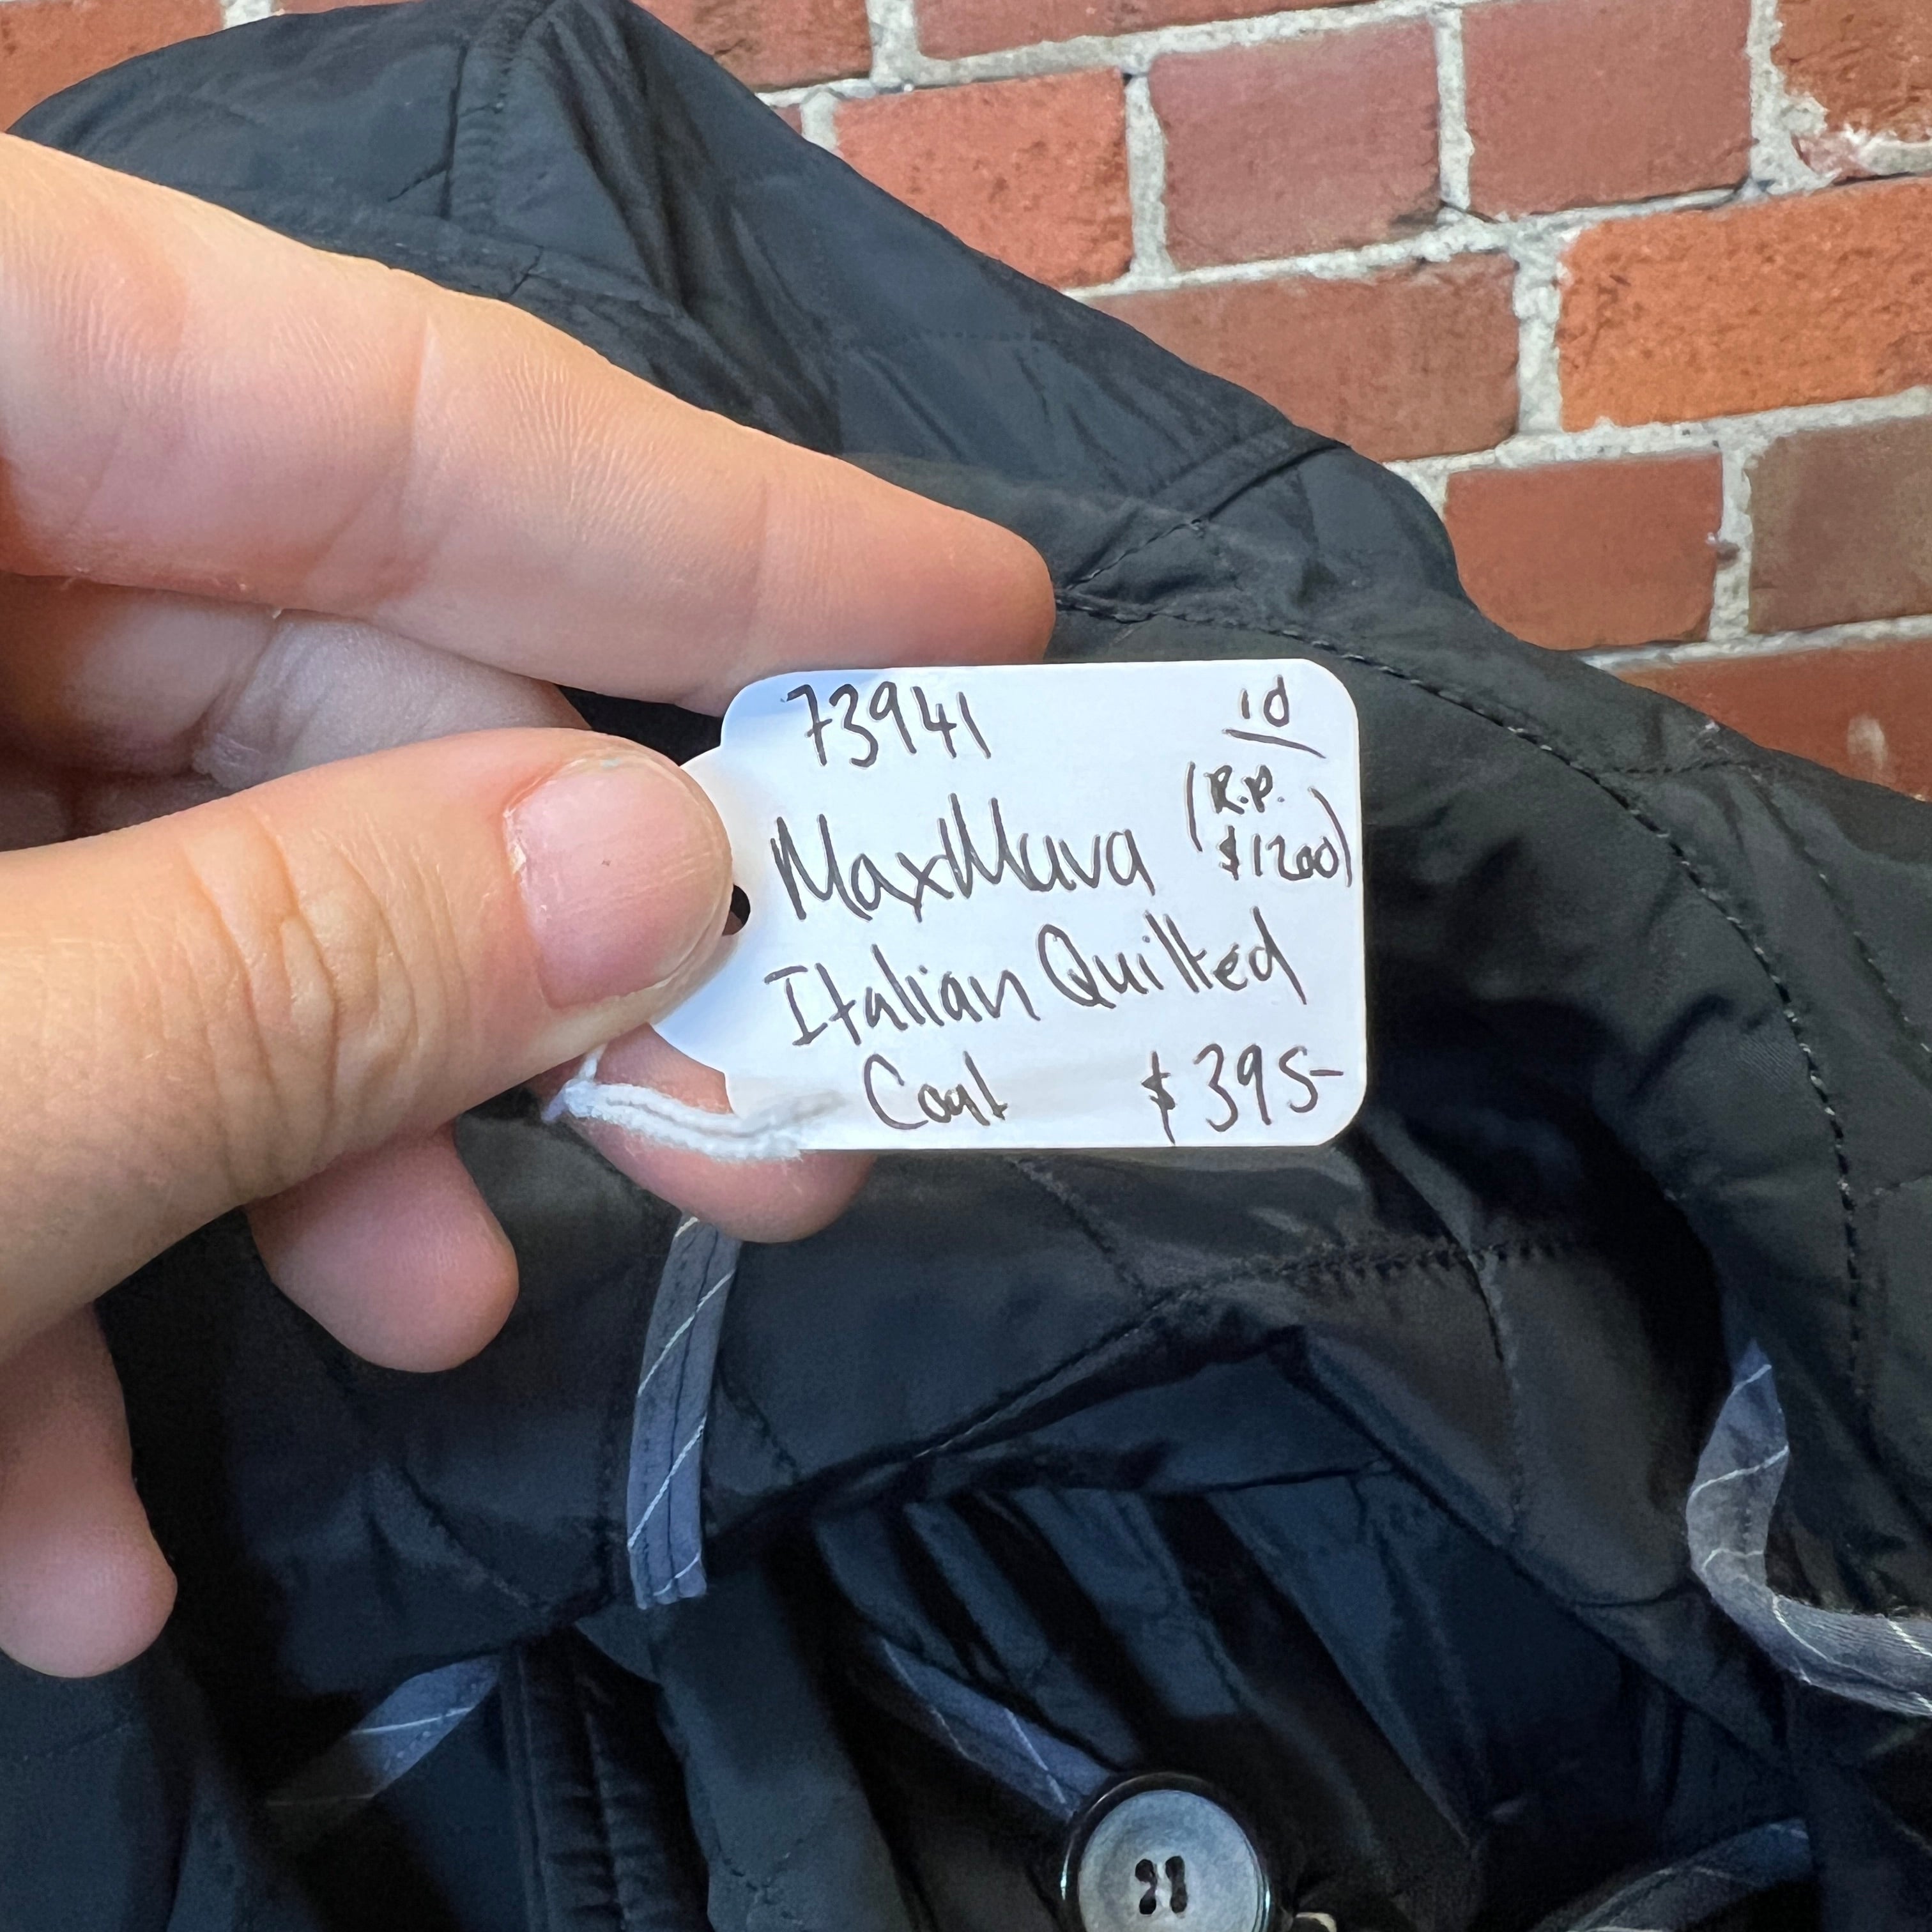 73941 10
MaxMara (R.P. $1200)
Italian Quilted
Coat $395-